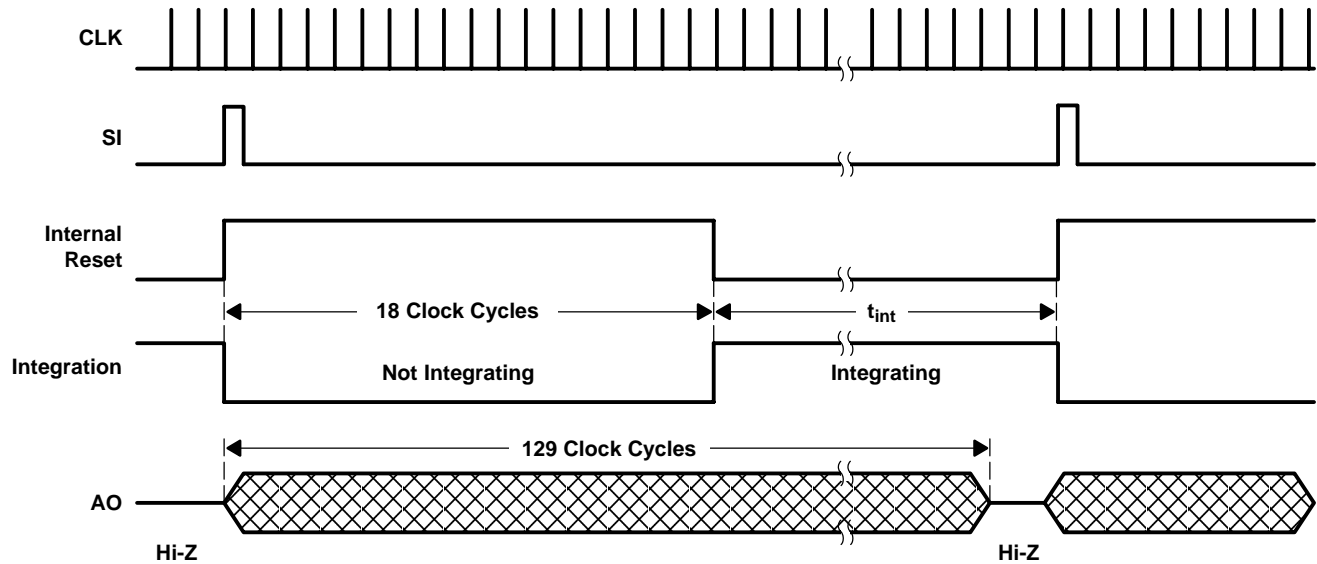 CLK
SI
Internal
Reset
18 Clock Cycles
tint
Integration
Not Integrating
Integrating
129 Clock Cycles
AO
Hi-Z
Hi-Z